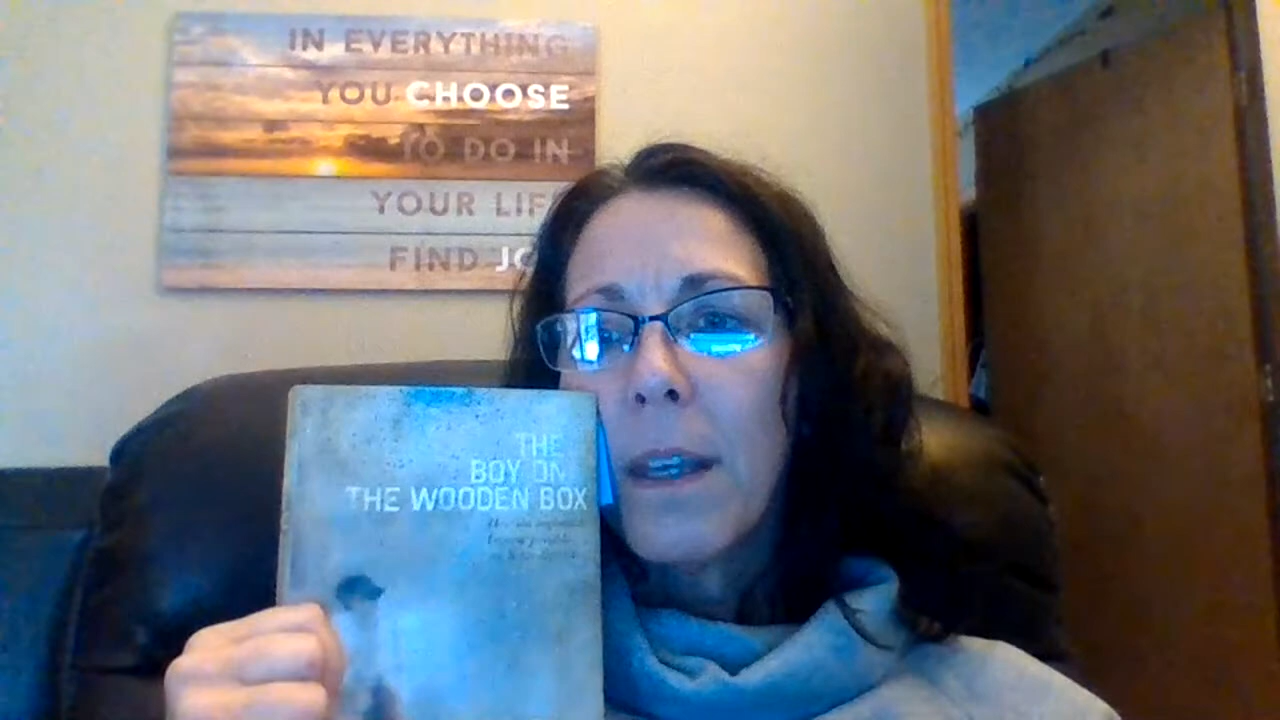 IN EVERYTHING
YOU CHOOSE
TO DO IN
YOUR LIF
FIND JO
THE
BOY ON
THE WOODEN BOX